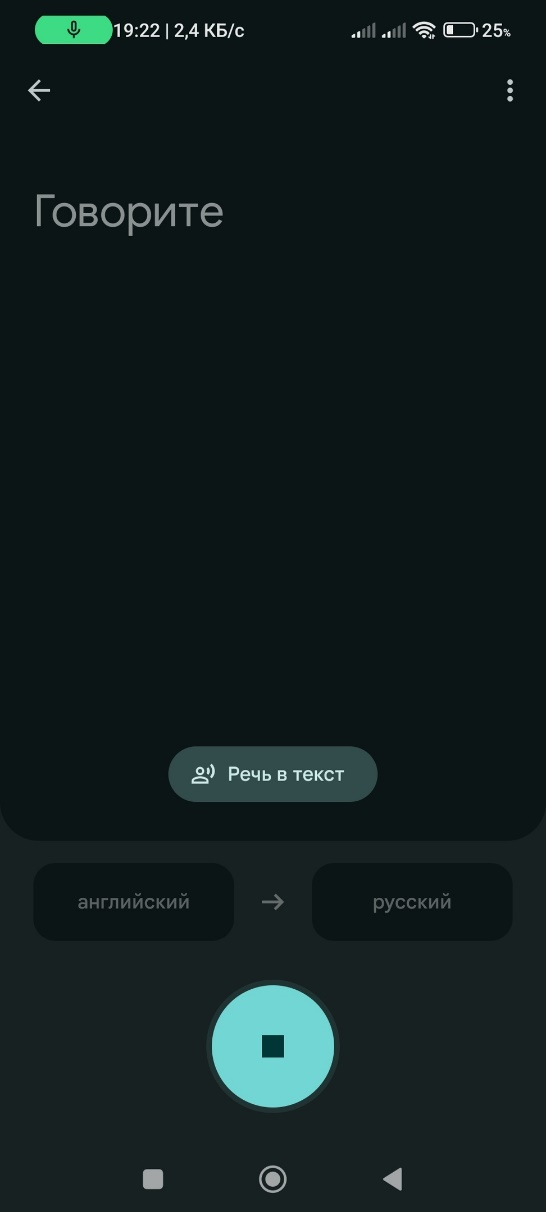 19:22 | 2,4 КБ/с 25%
Говорите
Речь в текст
английский → русский